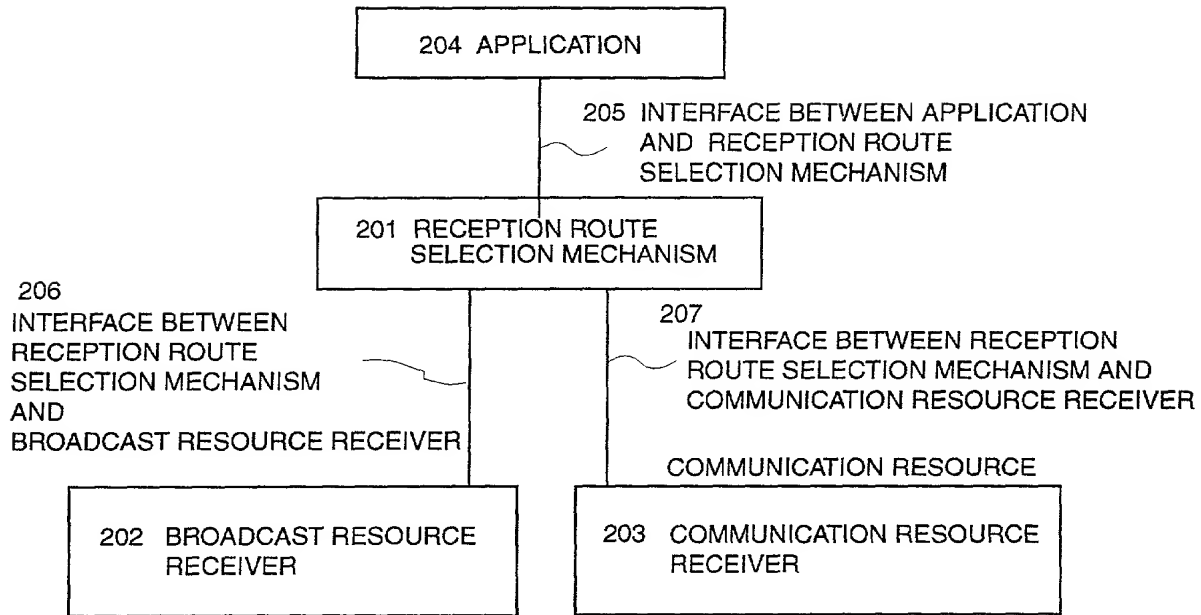 204 APPLICATION
205 INTERFACE BETWEEN APPLICATION
AND RECEPTION ROUTE
SELECTION MECHANISM
201 RECEPTION ROUTE
SELECTION MECHANISM
206
INTERFACE BETWEEN
RECEPTION ROUTE
SELECTION MECHANISM
AND
BROADCAST RESOURCE RECEIVER
207
INTERFACE BETWEEN RECEPTION
ROUTE SELECTION MECHANISM AND
COMMUNICATION RESOURCE RECEIVER
COMMUNICATION RESOURCE
202 BROADCAST RESOURCE
RECEIVER
203 COMMUNICATION RESOURCE
RECEIVER